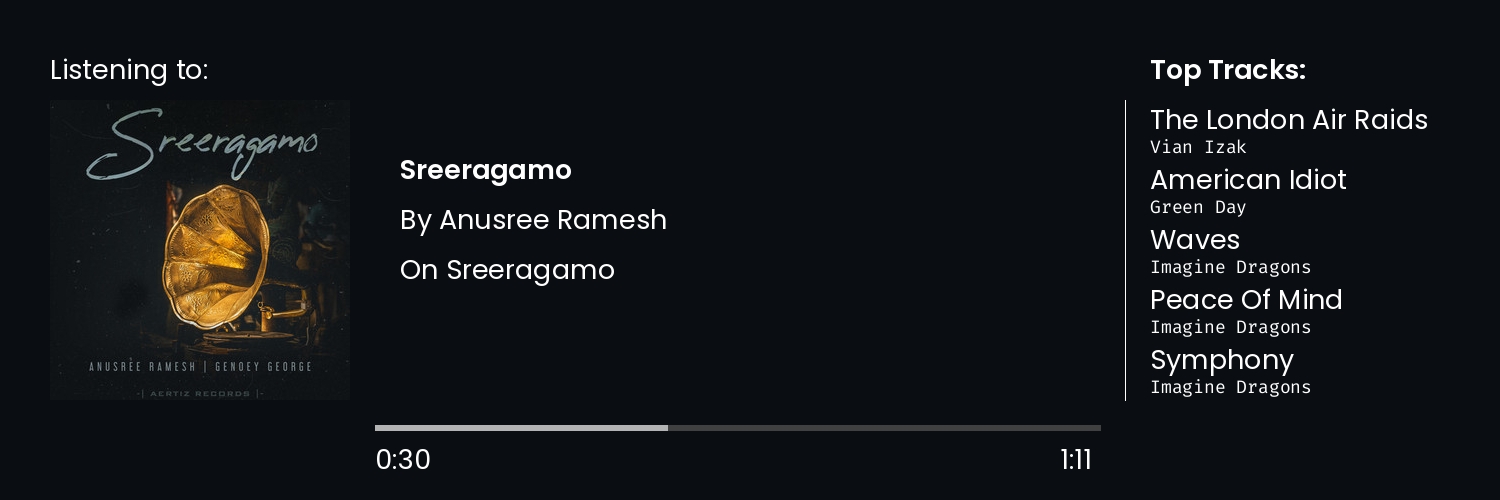 Listening to:
Sreeragamo
ANUSREE RAMESH | GENOEY GEORGE
-| AERTIZ RECORDS |-
Sreeragamo
By Anusree Ramesh
On Sreeragamo
0:30
1:11
Top Tracks:
The London Air Raids
Vian Izak
American Idiot
Green Day
Waves
Imagine Dragons
Peace Of Mind
Imagine Dragons
Symphony
Imagine Dragons